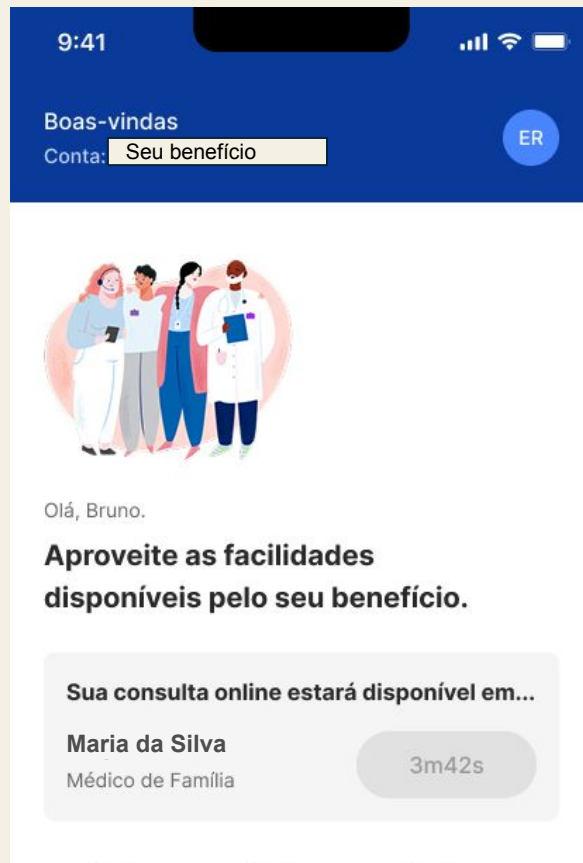 9:41
Boas-vindas
Conta: Seu benefício
ER
Olá, Bruno.
Aproveite as facilidades
disponíveis pelo seu benefício.
Sua consulta online estará disponível em...
Maria da Silva
Médico de Família
3m42s